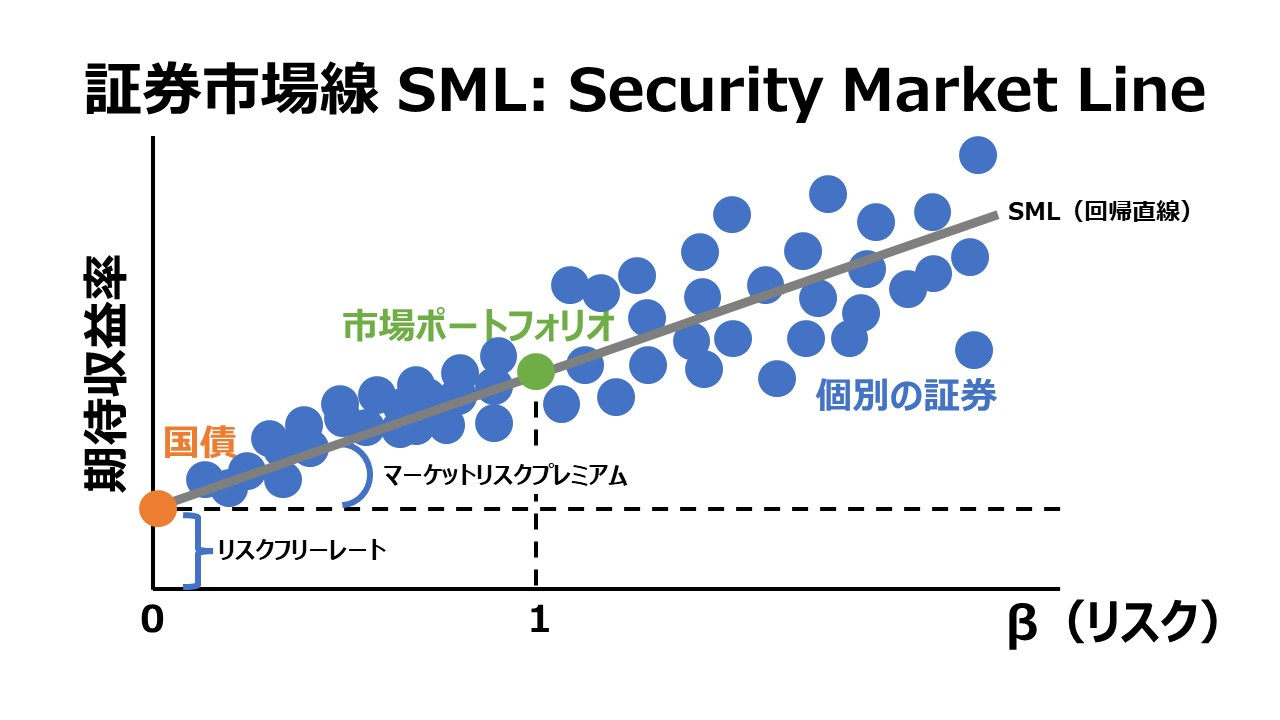 証券市場線 SML: Security Market Line
SML（回帰直線）
期待収益率
市場ポートフォリオ
個別の証券
国債
マーケットリスクプレミアム
リスクフリーレート
0
1
β（リスク）